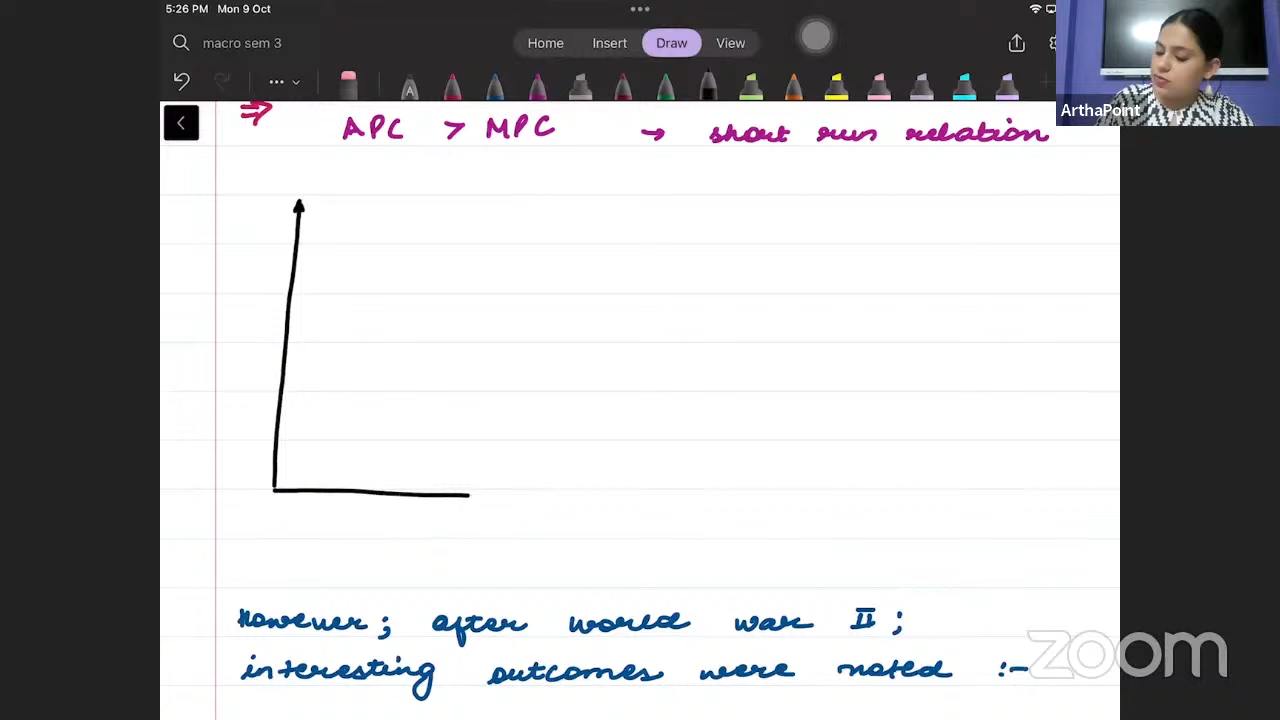 5:26 PM Mon 9 Oct
macro sem 3
Home Insert Draw View
A
ArthaPoint
⇒ APC > MPC → short run relation
However; after world war II;
interesting outcomes were noted :-
zoom